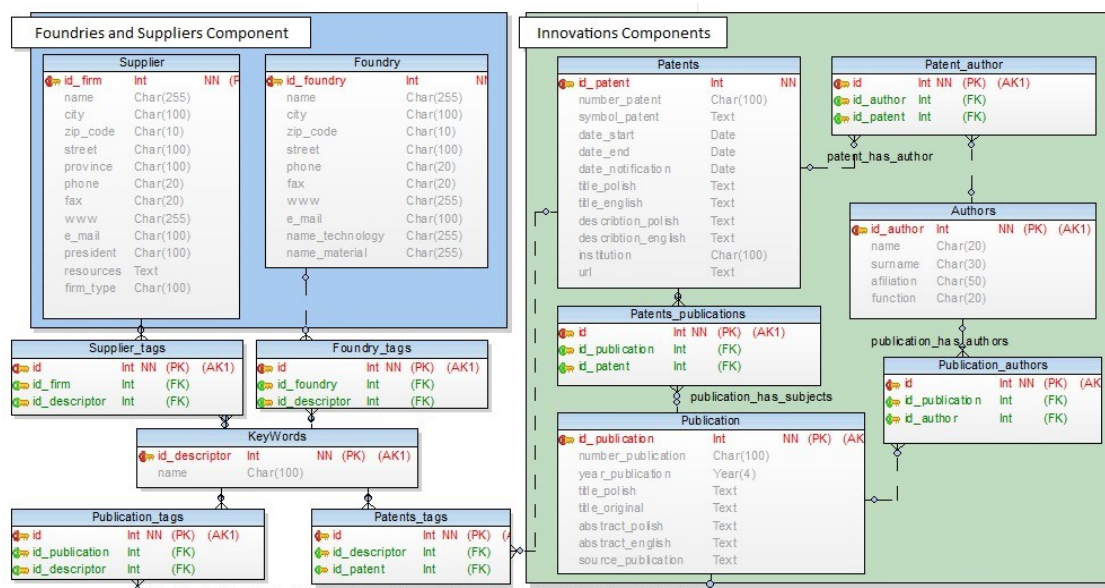 Foundries and Suppliers Component
Supplier
id_firm Int NN (P
name Char(255)
city Char(100)
zip_code Char(10)
street Char(100)
province Char(100)
phone Char(20)
fax Char(20)
www Char(255)
e_mail Char(100)
president Char(100)
resources Text
firm_type Char(100)
Foundry
id_foundry Int NN
name Char(255)
city Char(100)
zip_code Char(10)
street Char(100)
phone Char(20)
fax Char(20)
www Char(255)
e_mail Char(100)
name_technology Char(255)
name_material Char(255)
Supplier_tags
id Int NN (PK) (AK1)
id_firm Int (FK)
id_descriptor Int (FK)
Foundry_tags
id Int NN (PK) (AK1)
id_foundry Int (FK)
id_descriptor Int (FK)
KeyWords
id_descriptor Int NN (PK) (AK1)
name Char(100)
Publication_tags
id Int NN (PK) (AK1)
id_publication Int (FK)
id_descriptor Int (FK)
Patents_tags
id Int NN (PK) (A
id_descriptor Int (FK)
id_patent Int (FK)
Innovations Components
Patents
id_patent Int NN
number_patent Char(100)
symbol_patent Text
date_start Date
date_end Date
date_notification Date
title_polish Text
title_english Text
describtion_polish Text
describtion_english Text
institution Char(100)
url Text
Patent_author
id Int NN (PK) (AK1)
id_author Int (FK)
id_patent Int (FK)
patent_has_author
Authors
id_author Int NN (PK) (AK1)
name Char(20)
surname Char(30)
afiliation Char(50)
function Char(20)
Patents_publications
id Int NN (PK) (AK1)
id_publication Int (FK)
id_patent Int (FK)
publication_has_subjects
publication_has_authors
Publication_authors
id Int NN (PK) (AK
id_publication Int (FK)
id_author Int (FK)
Publication
id_publication Int NN (PK) (AK
number_publication Char(100)
year_publication Year(4)
title_polish Text
title_original Text
abstract_polish Text
abstract_english Text
source_publication Text